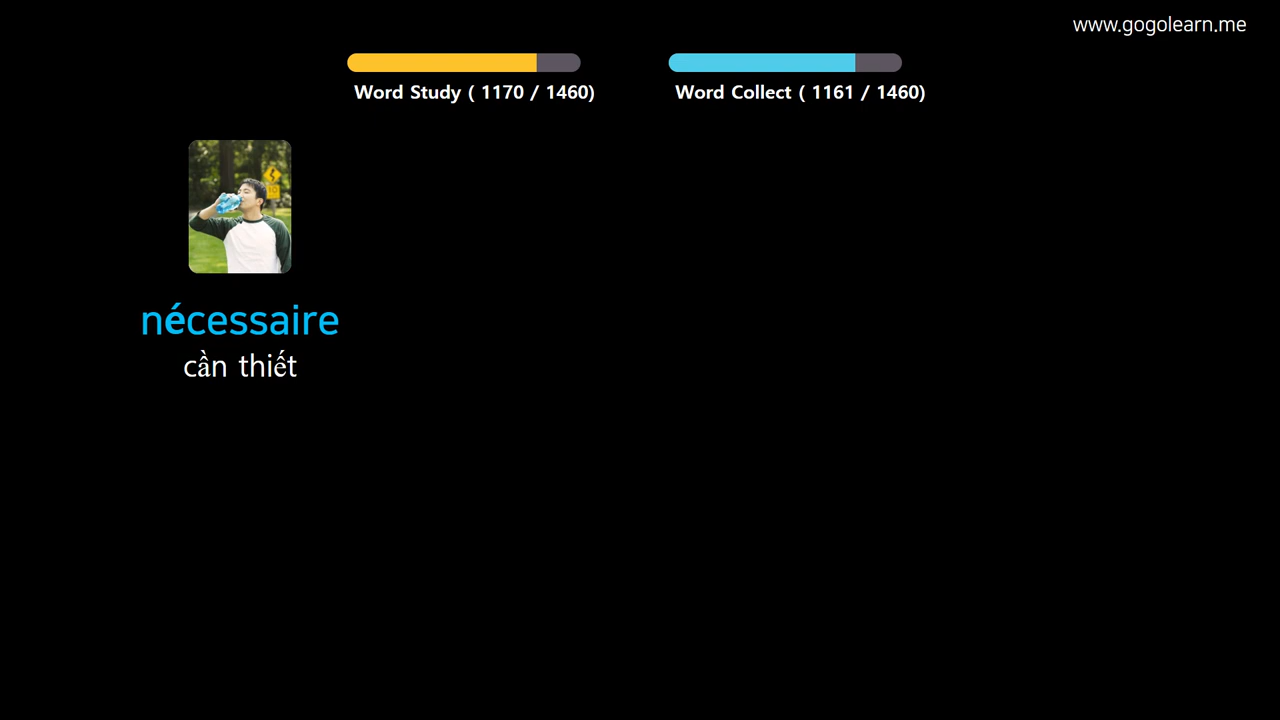 www.gogolearn.me
Word Study ( 1170 / 1460)
Word Collect ( 1161 / 1460)
nécessaire
cần thiết